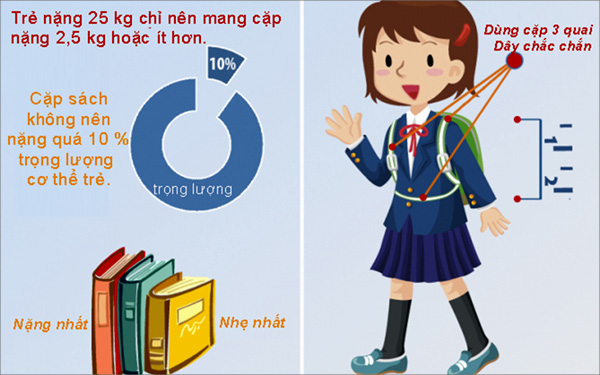 Trẻ nặng 25 kg chỉ nên mang cặp
nặng 2,5 kg hoặc ít hơn.
10%
Cặp sách
không nên
nặng quá 10 %
trọng lượng
cơ thể trẻ.
trọng lượng
Nặng nhất
Nhẹ nhất
Dùng cặp 3 quai
Dây chắc chắn
1
2